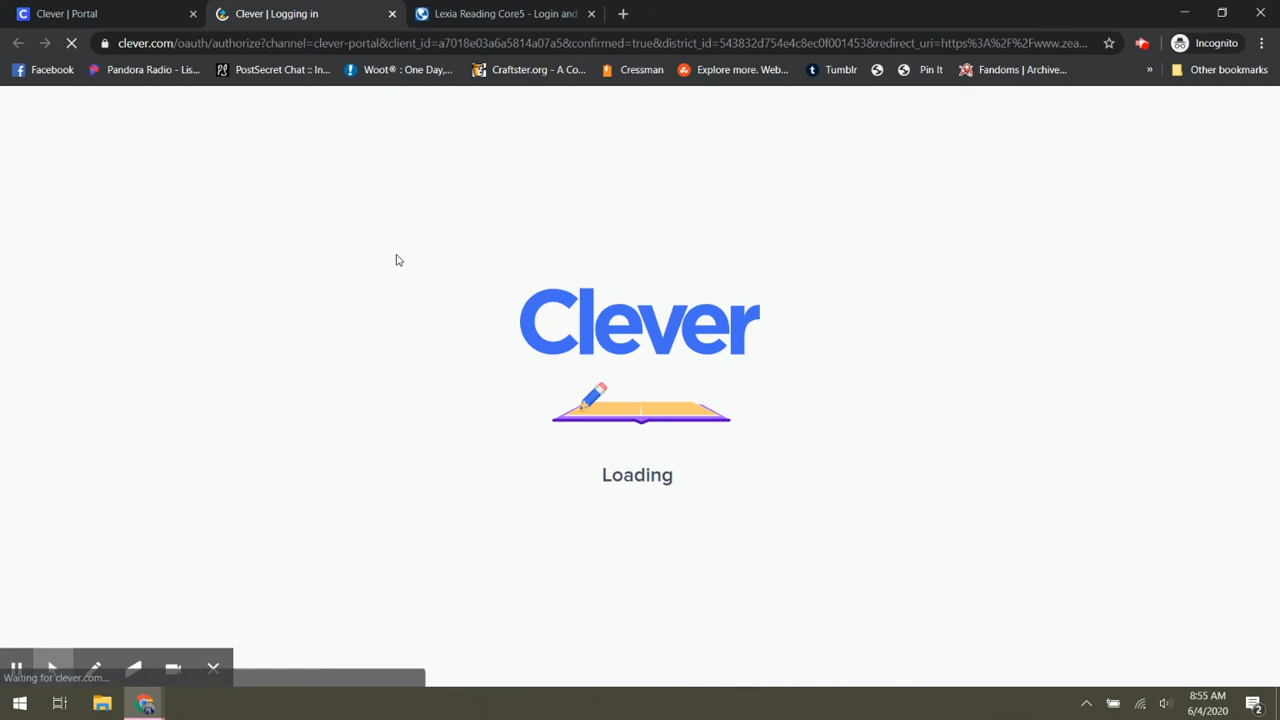 Clever | Portal
Clever | Logging in
Lexia Reading Core5 - Login and
clever.com/oauth/authorize?channel=clever-portal&client_id=a7018e03a6a5814a07a58&confirmed=true&district_id=543832d754e4c8ec0f001453&redirect_uri=https%3A%2F%2Fwww.zea...
Incognito
Facebook
Pandora Radio - Lis...
PostSecret Chat :: In...
Woot® : One Day,...
Craftster.org - A Co...
Cressman
Explore more. Web...
Tumblr
Pin It
Fandoms | Archive...
»
Other bookmarks
Clever
Loading
Waiting for clever.com...
8:55 AM
6/4/2020
2